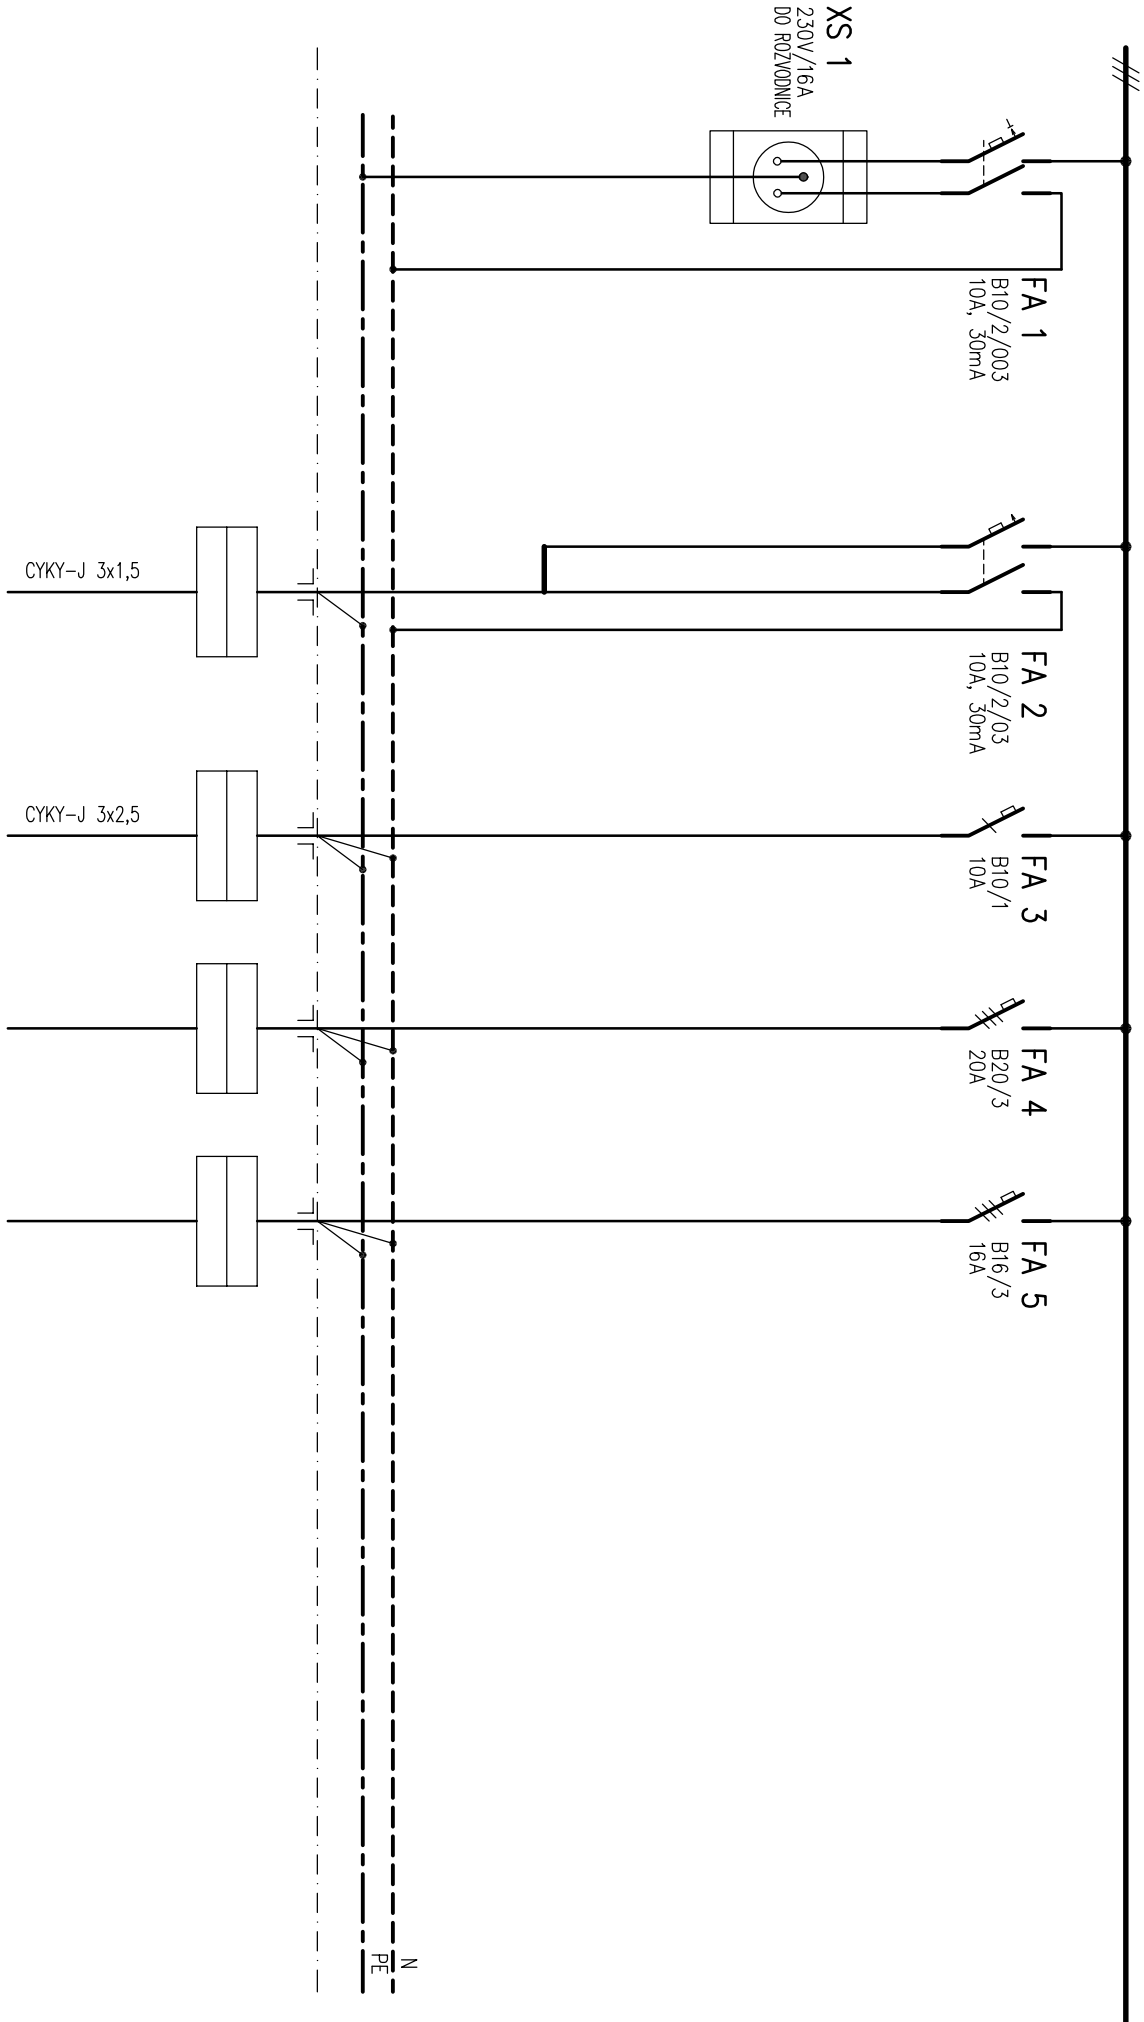 XS 1
230V/16A
DO ROZVODNICE
FA 1
B10/2/003
10A, 30mA
FA 2
B10/2/03
10A, 30mA
FA 3
B10/1
10A
FA 4
B20/3
20A
FA 5
B16/3
16A
CYKY-J 3x1,5
CYKY-J 3x2,5
N
PE